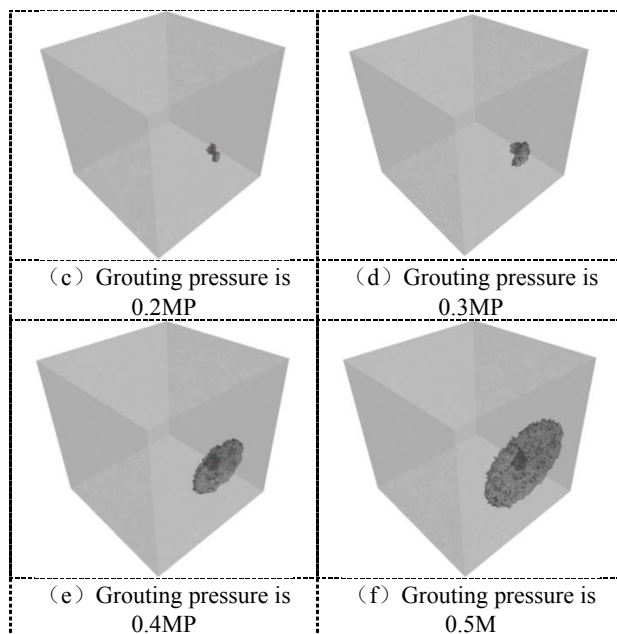 （c）Grouting pressure is
0.2MP
（d）Grouting pressure is
0.3MP
（e）Grouting pressure is
0.4MP
（f）Grouting pressure is
0.5M